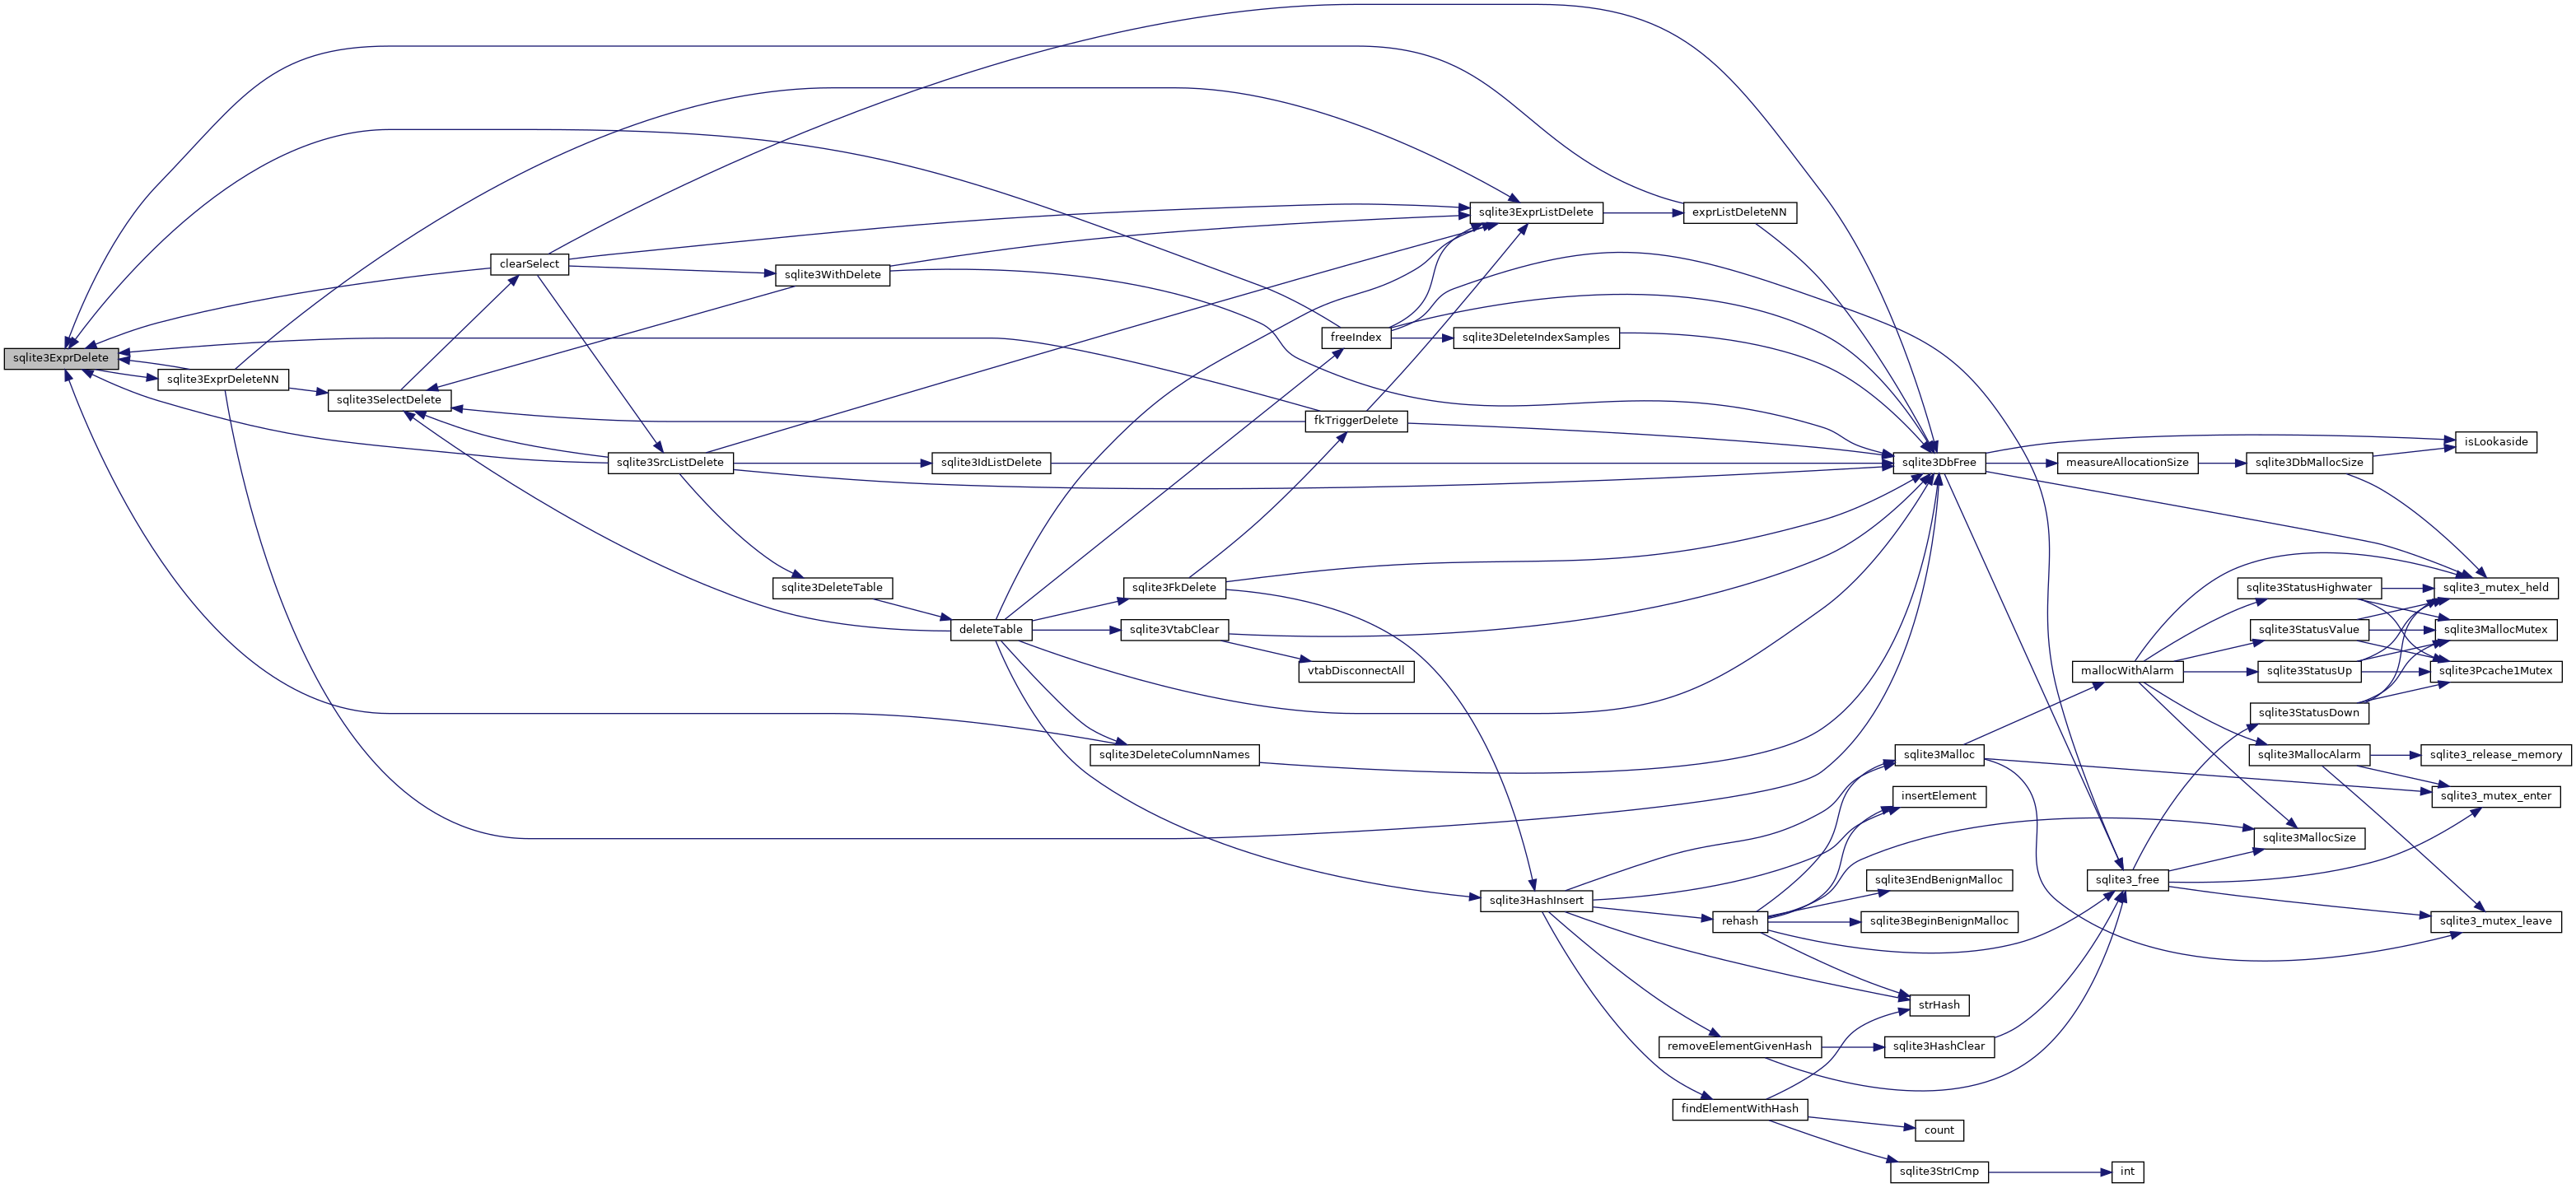 sqlite3ExprDelete
sqlite3ExprDeleteNN
sqlite3SelectDelete
clearSelect
sqlite3SrcListDelete
sqlite3WithDelete
sqlite3DeleteTable
sqlite3IdListDelete
deleteTable
sqlite3FkDelete
sqlite3VtabClear
sqlite3DeleteColumnNames
freeIndex
fkTriggerDelete
vtabDisconnectAll
sqlite3ExprListDelete
sqlite3DeleteIndexSamples
sqlite3HashInsert
exprListDeleteNN
rehash
removeElementGivenHash
findElementWithHash
sqlite3DbFree
sqlite3Malloc
insertElement
sqlite3EndBenignMalloc
sqlite3BeginBenignMalloc
strHash
sqlite3HashClear
count
sqlite3StrICmp
measureAllocationSize
mallocWithAlarm
sqlite3_free
int
sqlite3DbMallocSize
sqlite3StatusHighwater
sqlite3StatusValue
sqlite3StatusUp
sqlite3StatusDown
sqlite3MallocAlarm
sqlite3MallocSize
isLookaside
sqlite3_mutex_held
sqlite3MallocMutex
sqlite3Pcache1Mutex
sqlite3_release_memory
sqlite3_mutex_enter
sqlite3_mutex_leave